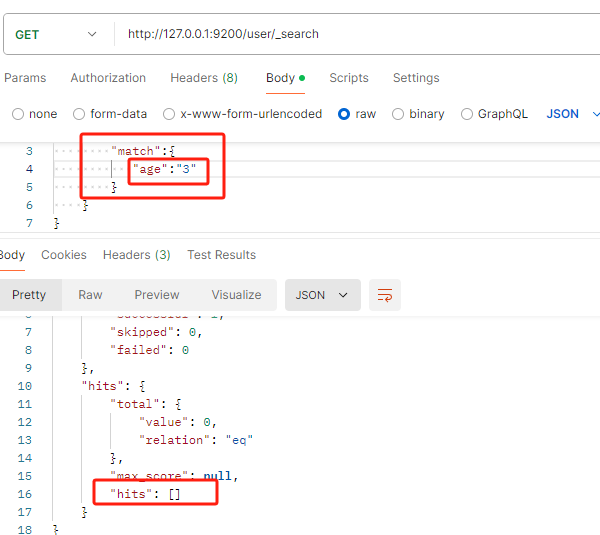 GET http://127.0.0.1:9200/user/_search
Params Authorization Headers (8) Body Scripts Settings
none form-data x-www-form-urlencoded raw binary GraphQL JSON
3 "match":{
4 "age":"3"
5 }
6 }
7 }
Body Cookies Headers (3) Test Results
Pretty Raw Preview Visualize JSON
7 "skipped": 0,
8 "failed": 0
9 },
10 "hits": {
11 "total": {
12 "value": 0,
13 "relation": "eq"
14 },
15 "max_score": null,
16 "hits": []
17 }
18 }